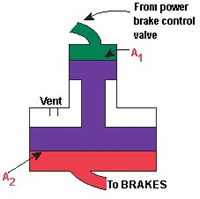 From power
brake control
valve
A1
Vent
A2
To BRAKES